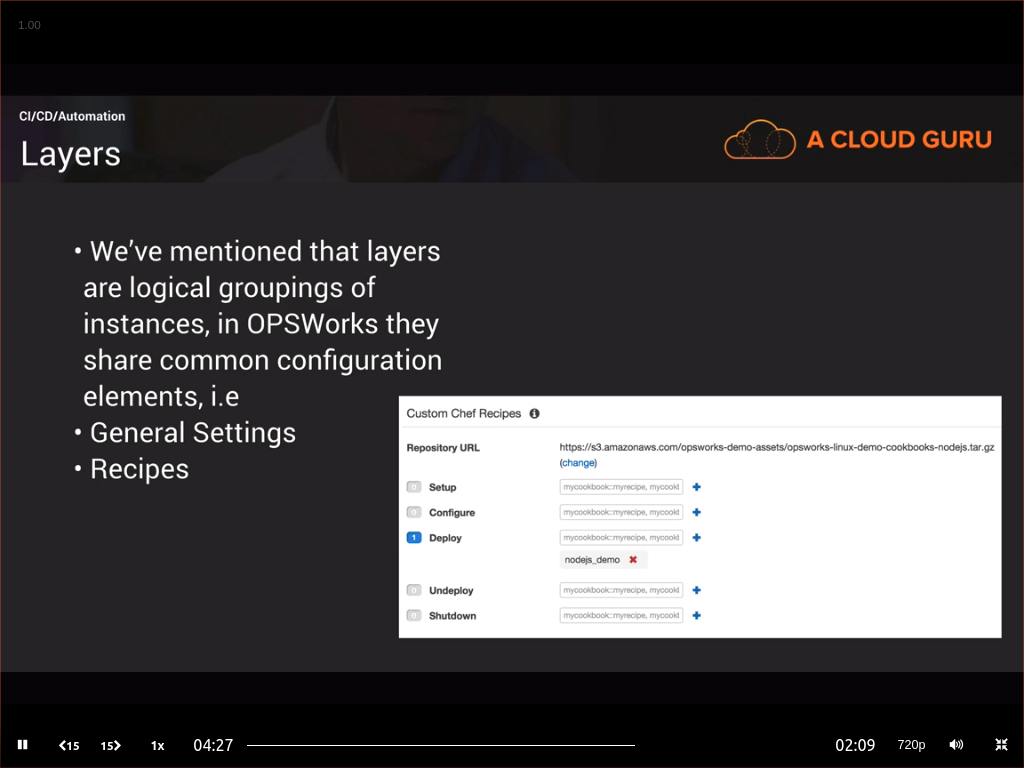 1.00
CI/CD/Automation
Layers
A CLOUD GURU
• We’ve mentioned that layers
are logical groupings of
instances, in OPSWorks they
share common configuration
elements, i.e
• General Settings
• Recipes
Custom Chef Recipes
Repository URL https://s3.amazonaws.com/opsworks-demo-assets/opsworks-linux-demo-cookbooks-nodejs.tar.gz
(change)
0 Setup mycookbook::myrecipe, mycookl
0 Configure mycookbook::myrecipe, mycookl
1 Deploy mycookbook::myrecipe, mycookl
nodejs_demo
0 Undeploy mycookbook::myrecipe, mycookl
0 Shutdown mycookbook::myrecipe, mycookl
15 15 1x 04:27 02:09 720p